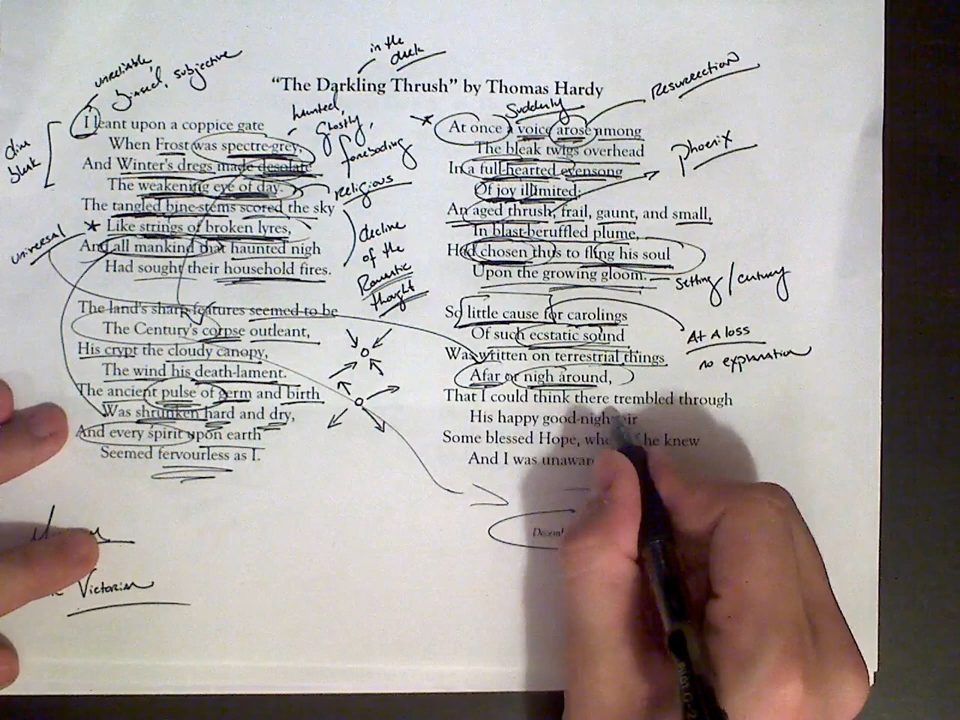 in the
dark
"The Darkling Thrush" by Thomas Hardy
unreliable
biased, subjective
I leant upon a coppice gate
When Frost was spectre-grey,
And Winter's dregs made desolate
The weakening eye of day.
The tangled bine-stems scored the sky
Like strings of broken lyres,
And all mankind that haunted nigh
Had sought their household fires.
dim
bleak
universal
haunted,
Ghostly,
foreboding
religious
decline
of the
Romantic
thought
The land's sharp features seemed to be
The Century's corpse outleant,
His crypt the cloudy canopy,
The wind his death-lament.
The ancient pulse of germ and birth
Was shrunken hard and dry,
And every spirit upon earth
Seemed fervourless as I.
Victorian
Suddenly
Resurrection
At once a voice arose among
The bleak twigs overhead
In a full-hearted evensong
Of joy illimited;
An aged thrush, frail, gaunt, and small,
In blast-beruffled plume,
Had chosen thus to fling his soul
Upon the growing gloom.
phoenix
setting / century
So little cause for carolings
Of such ecstatic sound
Was written on terrestrial things
Afar or nigh around,
That I could think there trembled through
His happy good-night air
Some blessed Hope, he knew
And I was unaware
At a loss
no explanation